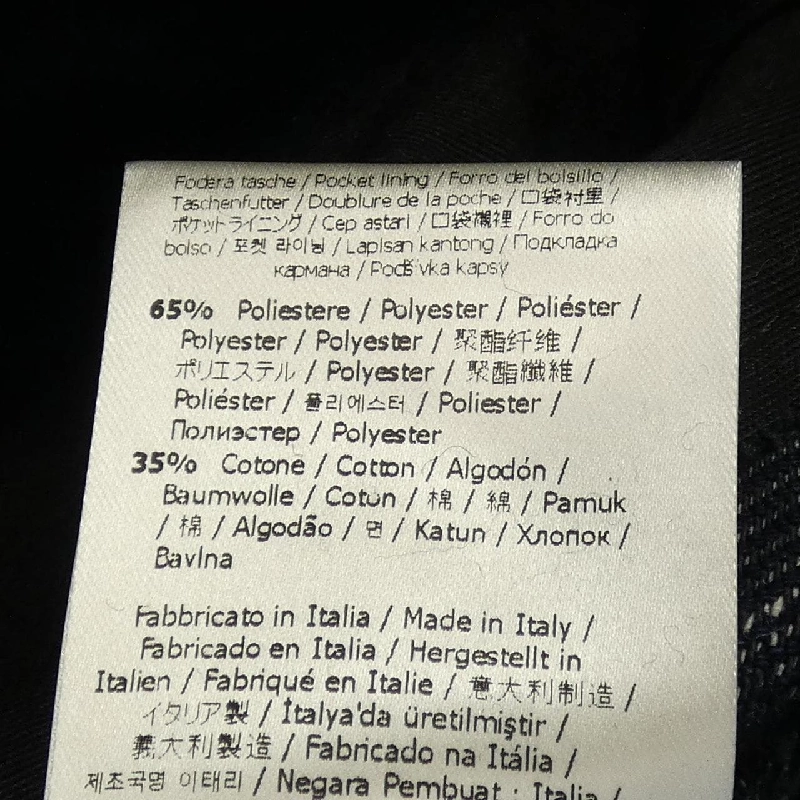 Fodera tasche / Pocket lining / Forro del bolsillo /
Taschenfutter / Doublure de la poche / 口袋衬里 /
ポケットライニング / Cep astari / 口袋襯裡 / Forro do
bolso / 포켓 라이닝 / Lapisan kantong / Подкладка
кармана / Podšívka kapsy
65% Poliestere / Polyester / Poliéster /
Polyester / Polyester / 聚酯纤维 /
ポリエステル / Polyester / 聚酯纖維 /
Poliéster / 폴리에스터 / Poliester /
Полиэстер / Polyester
35% Cotone / Cotton / Algodón /
Baumwolle / Coton / 棉 / 綿 / Pamuk
/ 棉 / Algodão / 면 / Katun / Хлопок /
Bavlna
Fabbricato in Italia / Made in Italy /
Fabricado en Italia / Hergestellt in
Italien / Fabriqué en Italie / 意大利制造 /
イタリア製 / İtalya'da üretilmiştir /
義大利製造 / Fabricado na Itália /
제조국명 이태리 / Negara Pembuat : Italia /